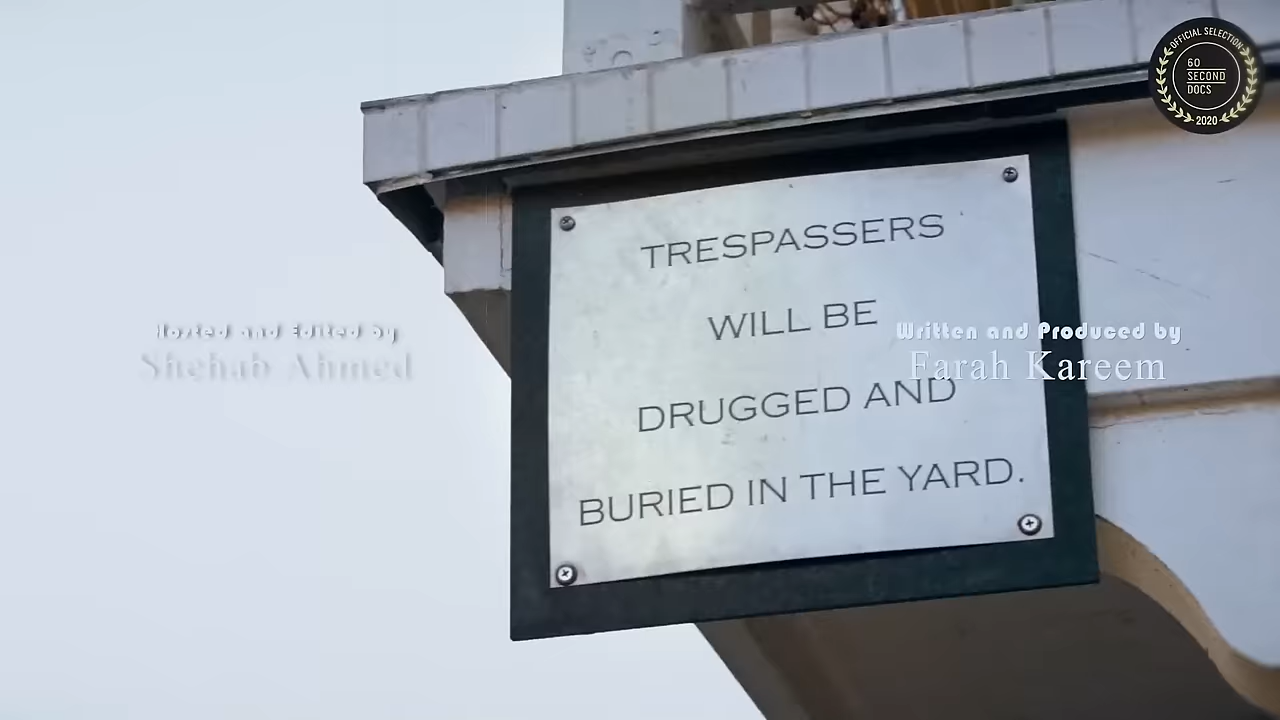 OFFICIAL SELECTION
60
SECOND
DOCS
2020
TRESPASSERS
WILL BE
DRUGGED AND
BURIED IN THE YARD.
Hosted and Edited by
Shehab Ahmed
Written and Produced by
Farah Kareem